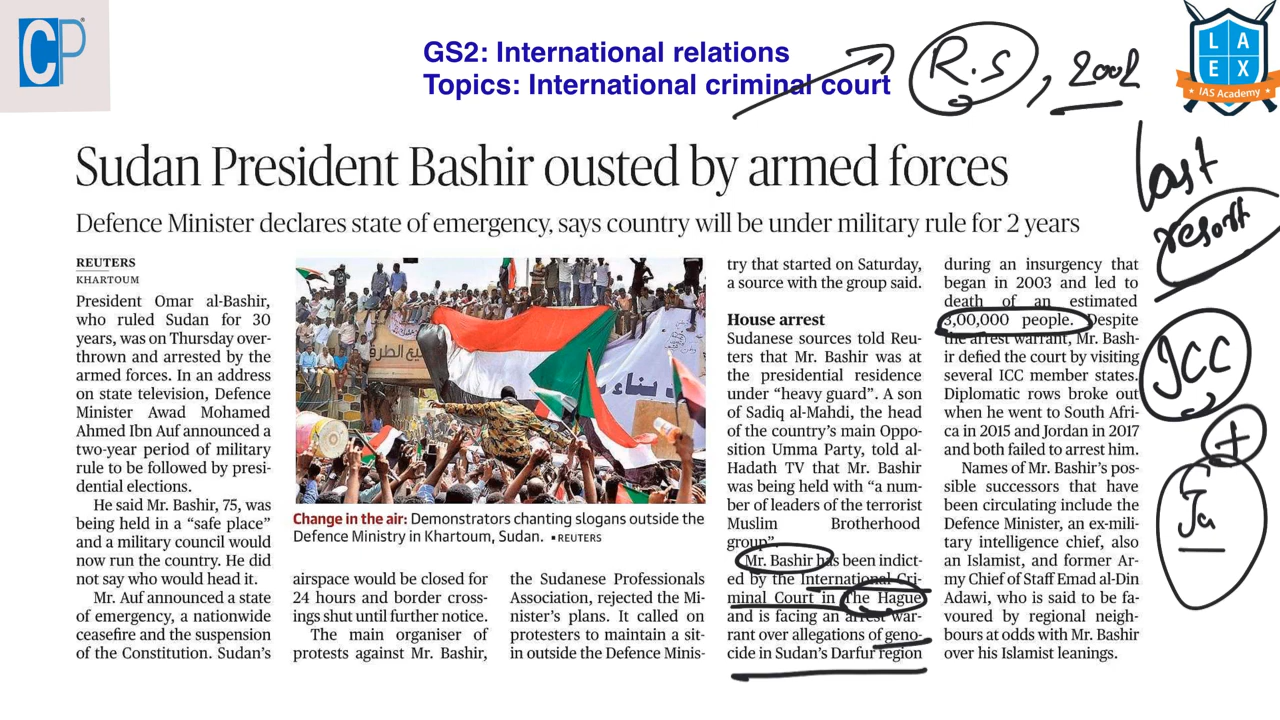 CP
GS2: International relations
Topics: International criminal court
R.S, 2002
L A
E X
IAS Academy
last
resort
ICC
+
Sudan President Bashir ousted by armed forces
Defence Minister declares state of emergency, says country will be under military rule for 2 years
REUTERS
KHARTOUM
President Omar al-Bashir,
who ruled Sudan for 30
years, was on Thursday over-
thrown and arrested by the
armed forces. In an address
on state television, Defence
Minister Awad Mohamed
Ahmed Ibn Auf announced a
two-year period of military
rule to be followed by presi-
dential elections.
He said Mr. Bashir, 75, was
being held in a “safe place”
and a military council would
now run the country. He did
not say who would head it.
Mr. Auf announced a state
of emergency, a nationwide
ceasefire and the suspension
of the Constitution. Sudan’s
Change in the air: Demonstrators chanting slogans outside the
Defence Ministry in Khartoum, Sudan. ▪REUTERS
airspace would be closed for
24 hours and border cross-
ings shut until further notice.
The main organiser of
protests against Mr. Bashir,
the Sudanese Professionals
Association, rejected the Mi-
nister’s plans. It called on
protesters to maintain a sit-
in outside the Defence Minis-
try that started on Saturday,
a source with the group said.
House arrest
Sudanese sources told Reu-
ters that Mr. Bashir was at
the presidential residence
under “heavy guard”. A son
of Sadiq al-Mahdi, the head
of the country’s main Oppo-
sition Umma Party, told al-
Hadath TV that Mr. Bashir
was being held with “a num-
ber of leaders of the terrorist
Muslim Brotherhood
group”.
Mr. Bashir has been indict-
ed by the International Cri-
minal Court in The Hague
and is facing an arrest war-
rant over allegations of geno-
cide in Sudan’s Darfur region
during an insurgency that
began in 2003 and led to
death of an estimated
3,00,000 people. Despite
the arrest warrant, Mr. Bash-
ir defied the court by visiting
several ICC member states.
Diplomatic rows broke out
when he went to South Afri-
ca in 2015 and Jordan in 2017
and both failed to arrest him.
Names of Mr. Bashir’s pos-
sible successors that have
been circulating include the
Defence Minister, an ex-mili-
tary intelligence chief, also
an Islamist, and former Ar-
my Chief of Staff Emad al-Din
Adawi, who is said to be fa-
voured by regional neigh-
bours at odds with Mr. Bashir
over his Islamist leanings.